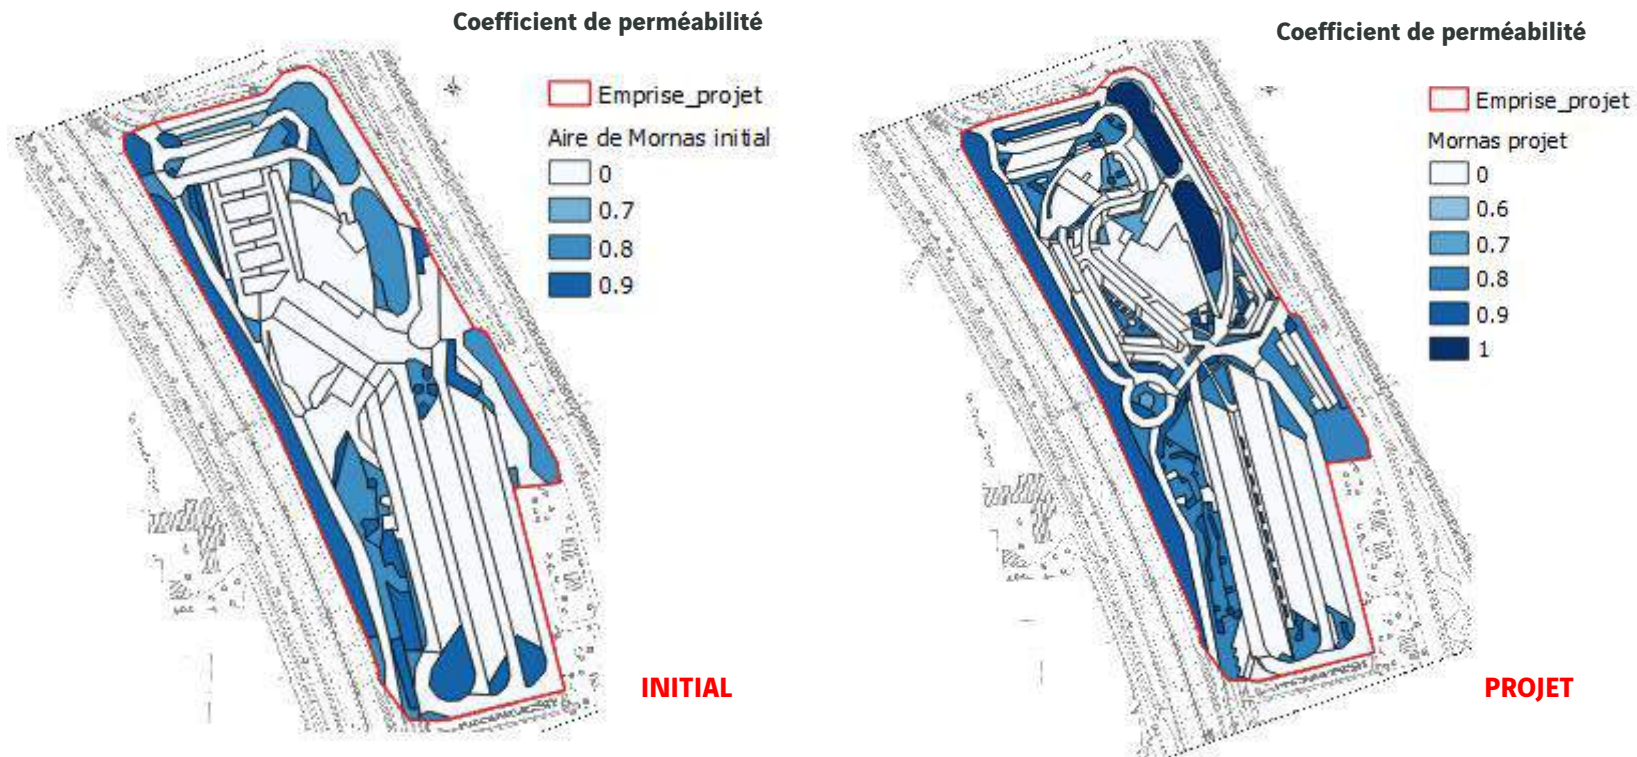 Coefficient de perméabilité
Emprise_projet
Aire de Mornas initial
0
0.7
0.8
0.9
INITIAL
Coefficient de perméabilité
Emprise_projet
Mornas projet
0
0.6
0.7
0.8
0.9
1
PROJET